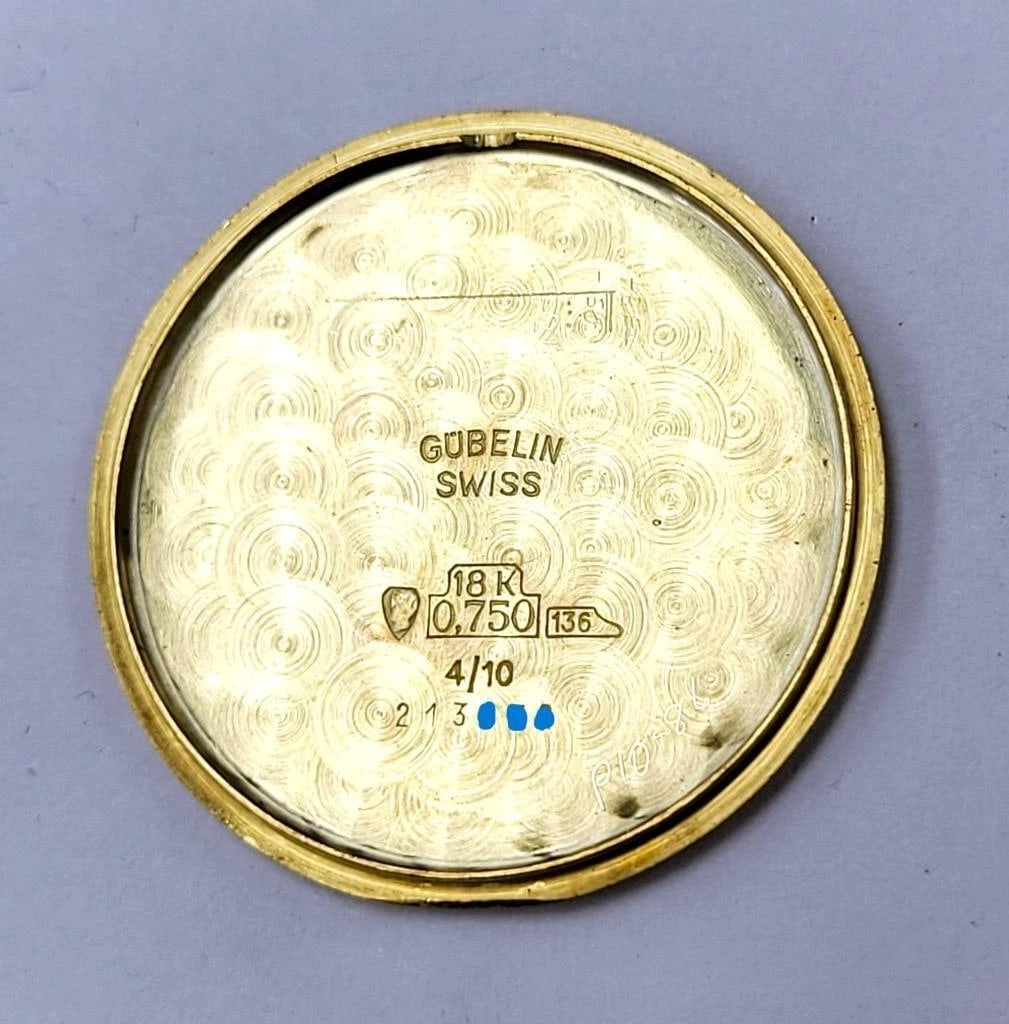 GÜBELIN
SWISS
18 K
0,750
136
4/10
213